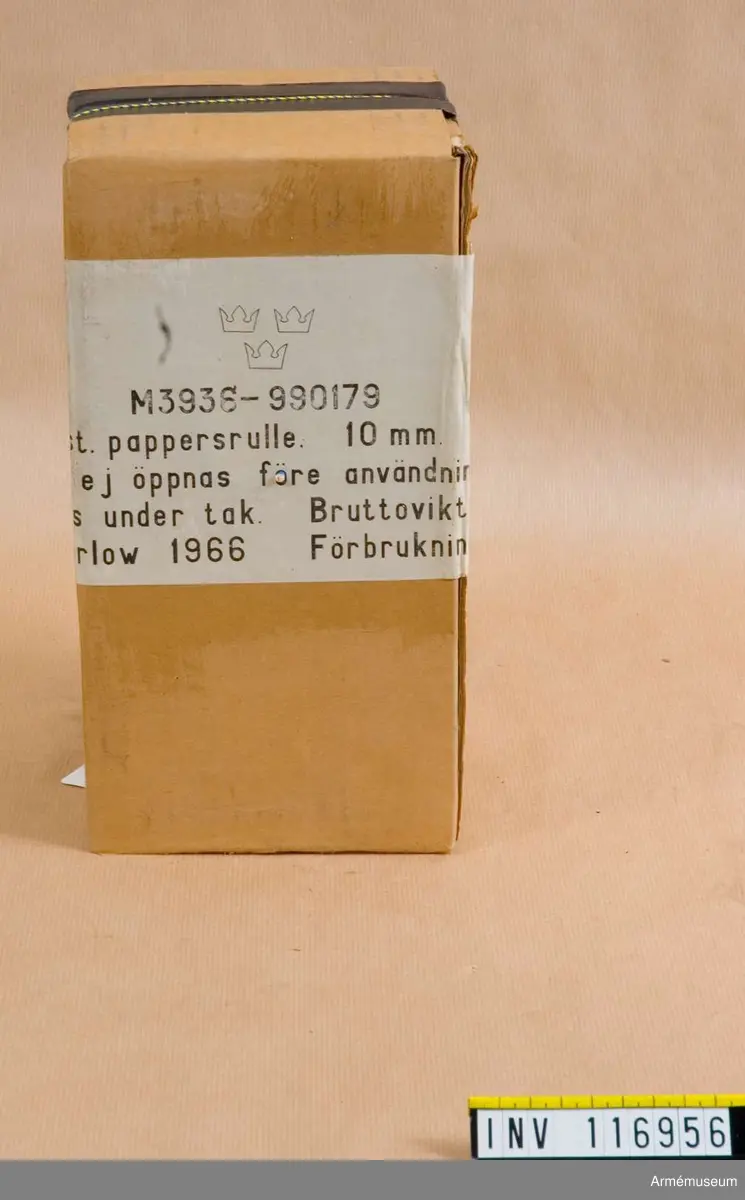 M3936-990179
st. pappersrulle. 10 mm.
ej öppnas före användnin
s under tak. Bruttovikt
rlow 1966 Förbruknin
INV 116956
Armémuseum